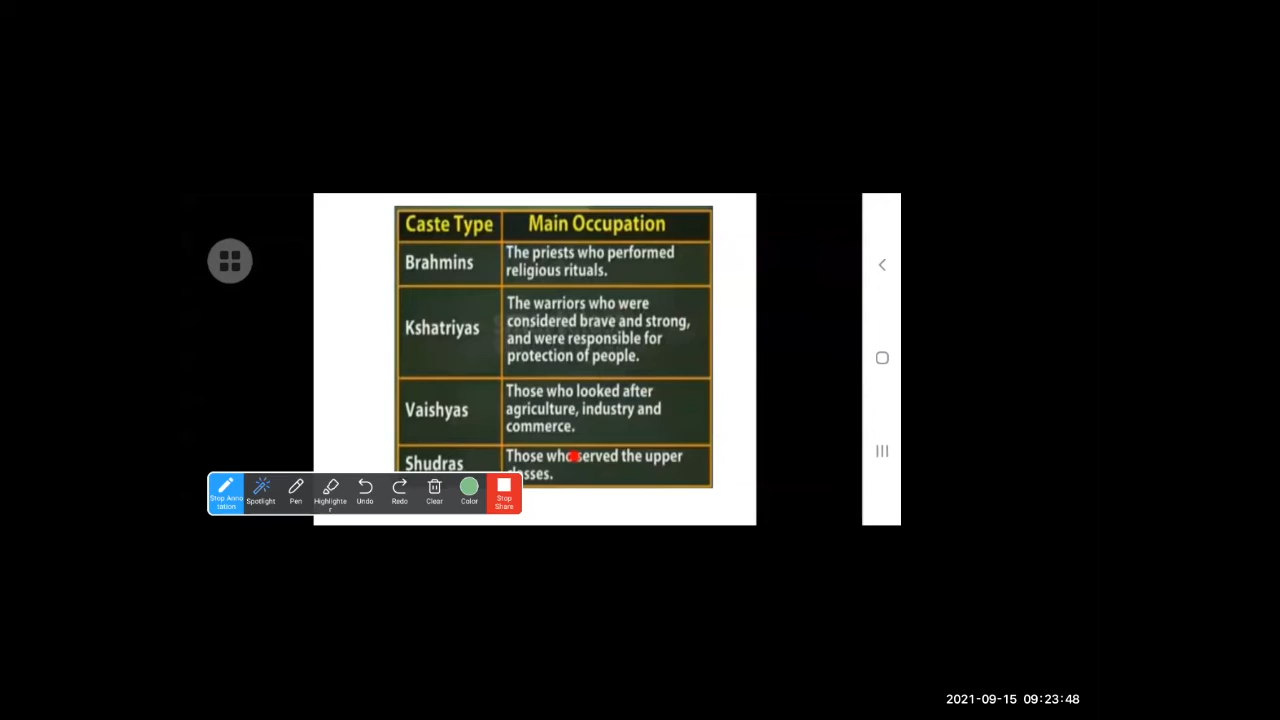 Caste Type
Main Occupation
Brahmins
The priests who performed
religious rituals.
Kshatriyas
The warriors who were
considered brave and strong,
and were responsible for
protection of people.
Vaishyas
Those who looked after
agriculture, industry and
commerce.
Shudras
Those who served the upper
classes.
Stop Anno
tation
Spotlight
Pen
Highlighte
r
Undo
Redo
Clear
Color
Stop
Share
2021-09-15 09:23:48